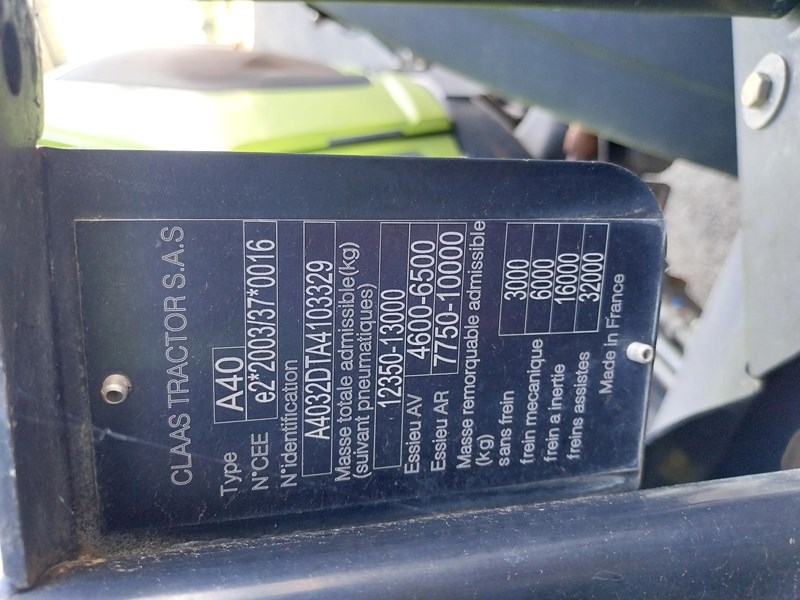 CLAAS TRACTOR S.A.S
Type A40
N°CEE e2*2003/37*0016
N°identification
A4032DTA4103329
Masse totale admissible(kg)
(suivant pneumatiques)
12350-13000
Essieu AV 4600-6500
Essieu AR 7750-10000
Masse remorquable admissible
(kg)
sans frein 3000
frein mecanique 6000
frein a inertie 16000
freins assistes 32000
Made in France